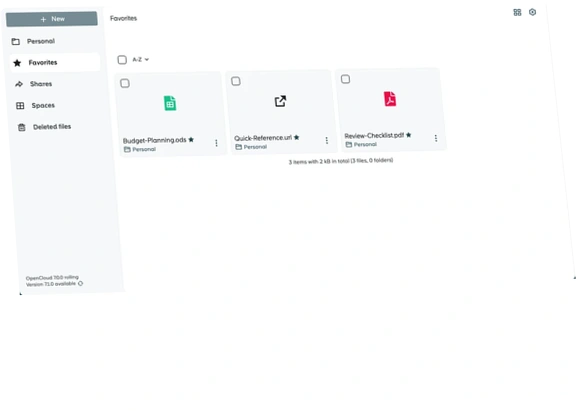 + New
Favorites
Personal
Favorites
Shares
Spaces
Deleted files
A-Z
Budget-Planning.ods
Personal
Quick-Reference.url
Personal
Review-Checklist.pdf
Personal
3 items with 2 kB in total (3 files, 0 folders)
OpenCloud 7.0.0 rolling
Version 7.1.0 available